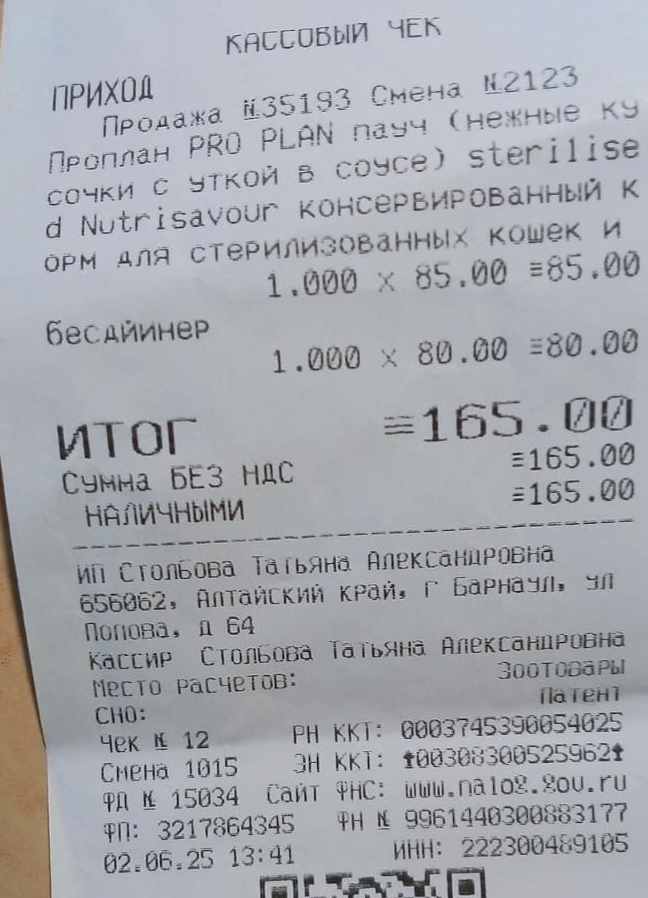 КАССОВЫЙ ЧЕК
ПРИХОД
Продажа №35193 Смена №2123
Проплан PRO PLAN пауч (нежные ку
сочки с уткой в соусе) sterilise
d Nutrisavour консервированный к
орм для стерилизованных кошек и
1.000 x 85.00 ≡85.00
бесдйинер
1.000 x 80.00 ≡80.00
ИТОГ ≡165.00
Сумма БЕЗ НДС ≡165.00
НАЛИЧНЫМИ ≡165.00
--------------------------------
ИП Столбова Татьяна Александровна
656062, Алтайский край, г Барнаул, ул
Попова, д 64
Кассир Столбова Татьяна Александровна
Место расчетов: Зоотовары
СНО: Патент
Чек № 12 РН ККТ: 0003745390054025
Смена 1015 ЗН ККТ: ↑00308300525962↑
ФД № 15034 Сайт ФНС: www.nalog.gov.ru
ФП: 3217864345 ФН № 9961440300883177
02.06.25 13:41 ИНН: 222300489105